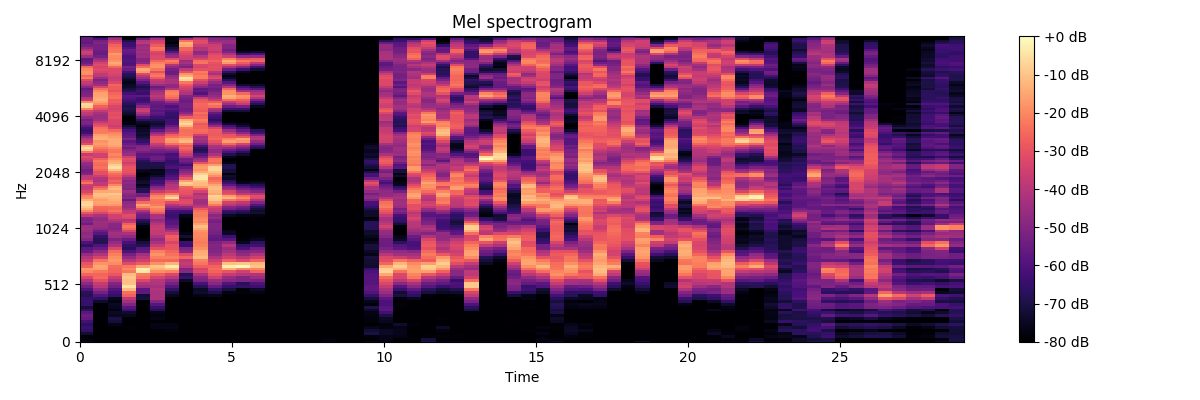 Mel spectrogram
+0 dB
-10 dB
-20 dB
-30 dB
-40 dB
-50 dB
-60 dB
-70 dB
-80 dB
Hz
8192
4096
2048
1024
512
0
0 5 10 15 20 25
Time